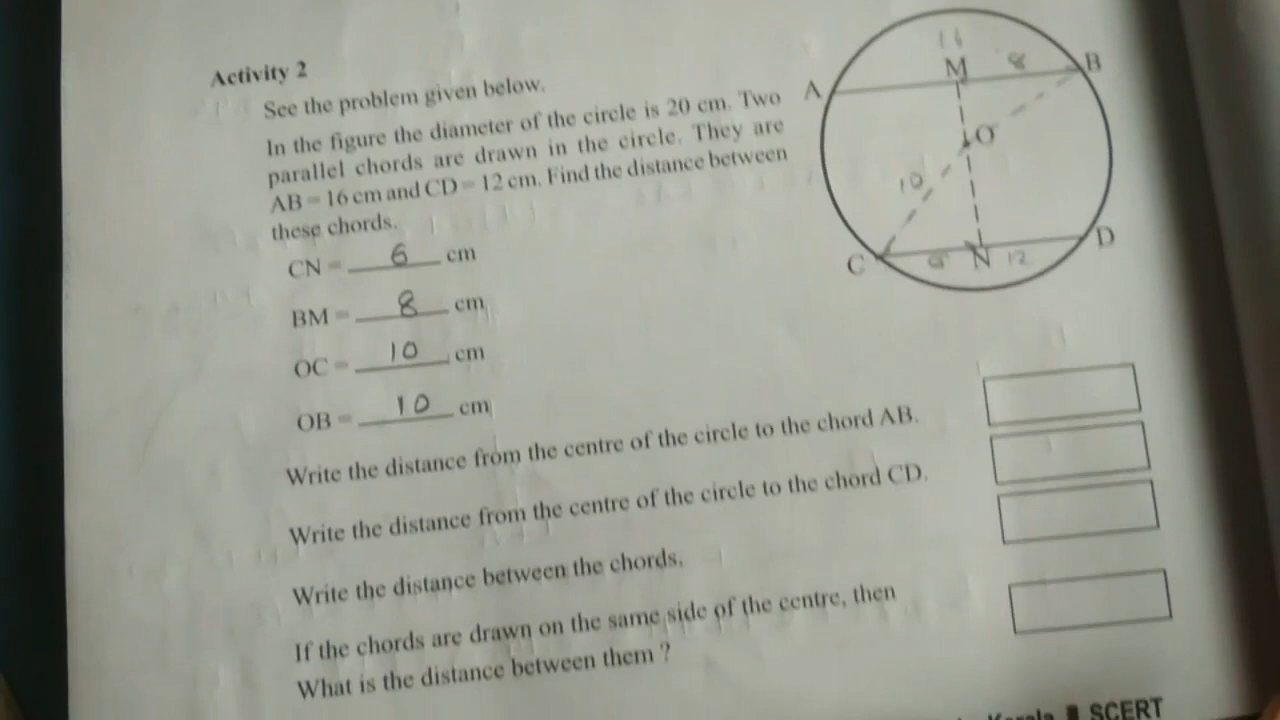 Activity 2
See the problem given below.
In the figure the diameter of the circle is 20 cm. Two
parallel chords are drawn in the circle. They are
AB = 16 cm and CD = 12 cm. Find the distance between
these chords.
CN = 6 cm
BM = 8 cm
OC = 10 cm
OB = 10 cm
Write the distance from the centre of the circle to the chord AB.
Write the distance from the centre of the circle to the chord CD.
Write the distance between the chords.
If the chords are drawn on the same side of the centre, then
What is the distance between them ?
16
A M 8 B
O
10
C N 12 D
SCERT